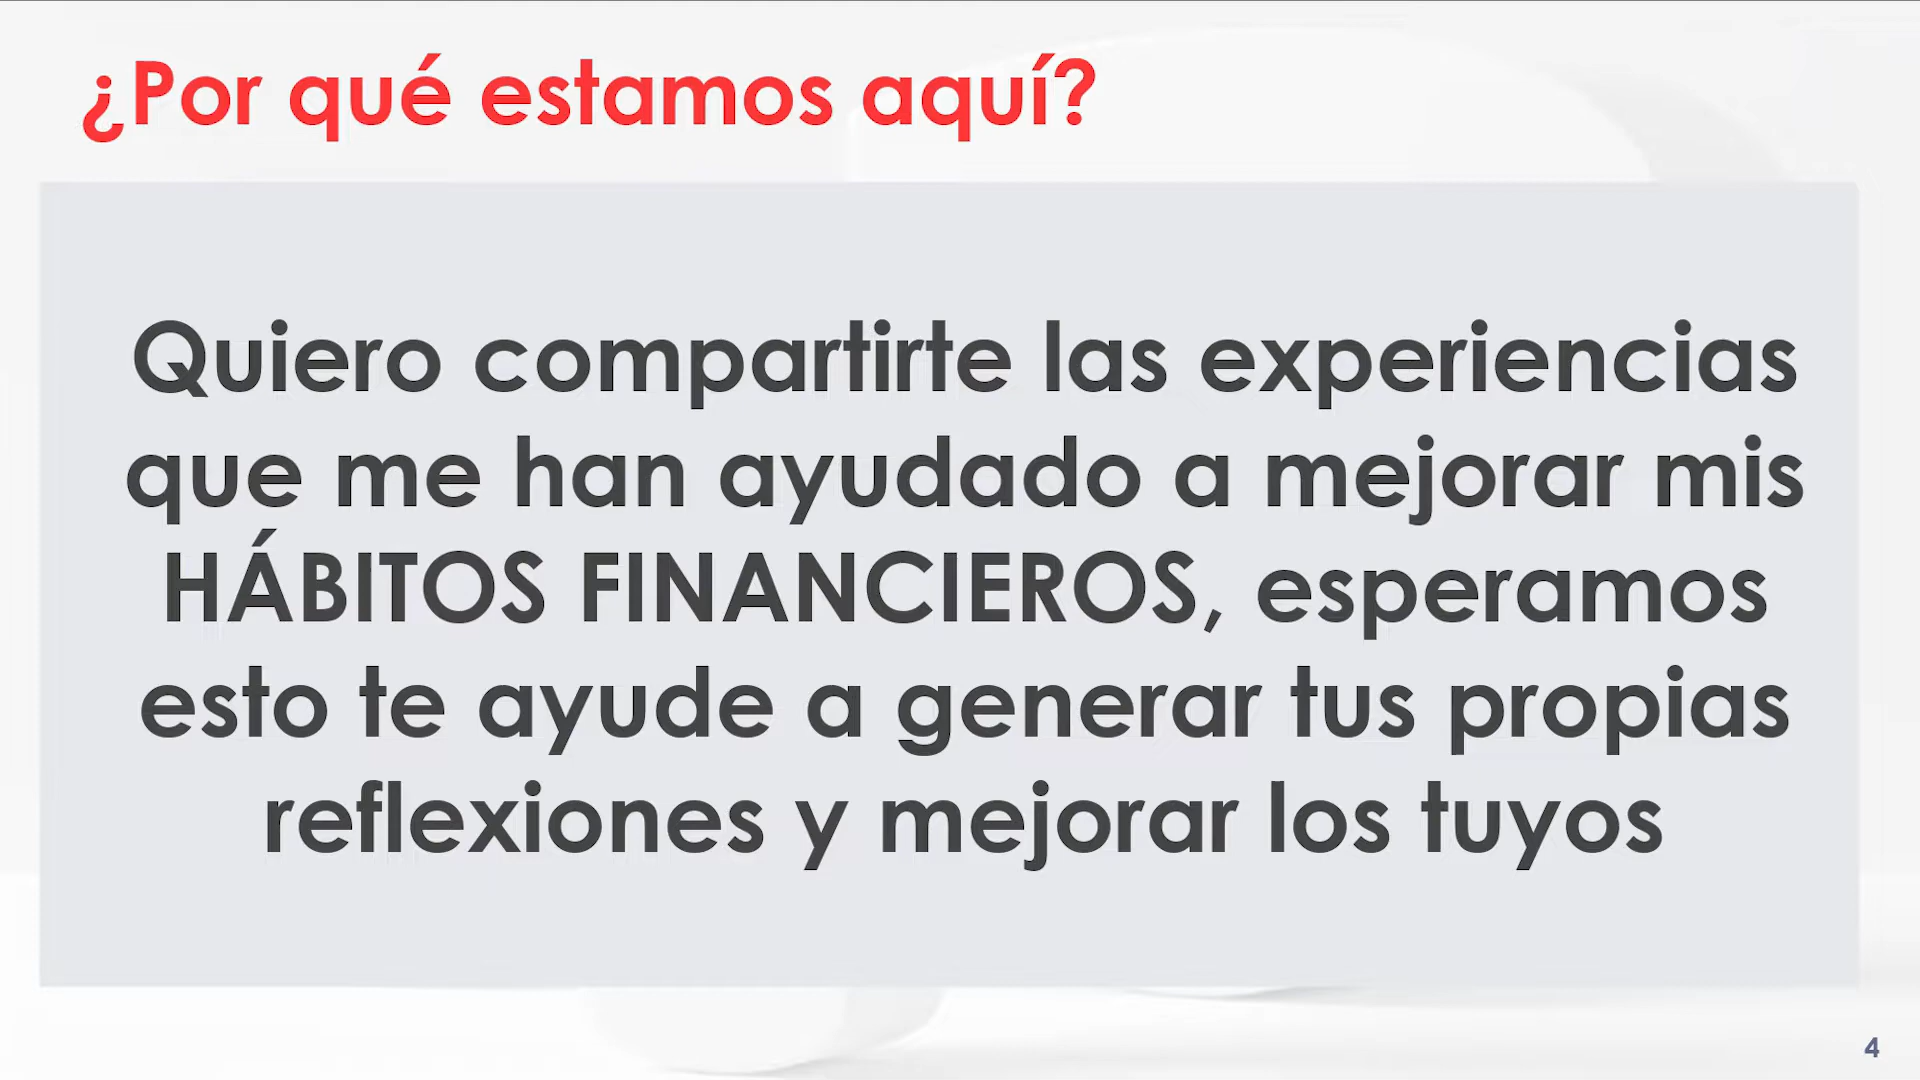 ¿Por qué estamos aquí?
Quiero compartirte las experiencias
que me han ayudado a mejorar mis
HÁBITOS FINANCIEROS, esperamos
esto te ayude a generar tus propias
reflexiones y mejorar los tuyos
4